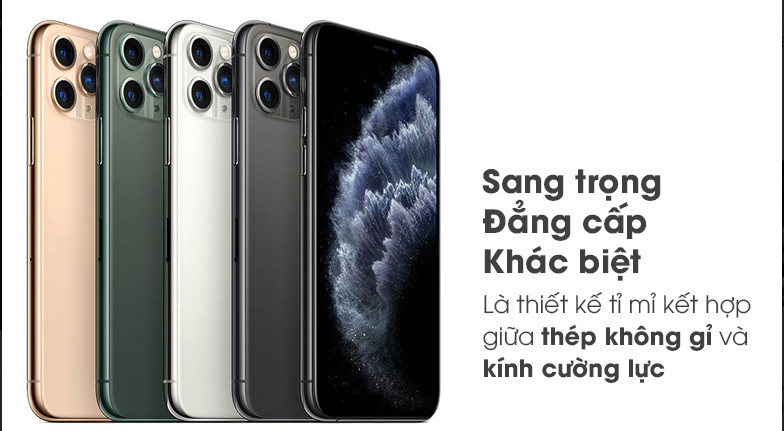 Sang trọng
Đẳng cấp
Khác biệt
Là thiết kế tỉ mỉ kết hợp
giữa thép không gỉ và
kính cường lực